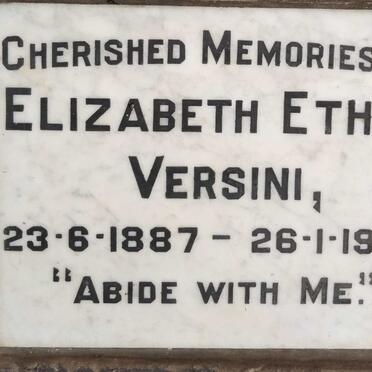 CHERISHED MEMORIES
ELIZABETH ETH
VERSINI,
23-6-1887 - 26-1-19
"ABIDE WITH ME."